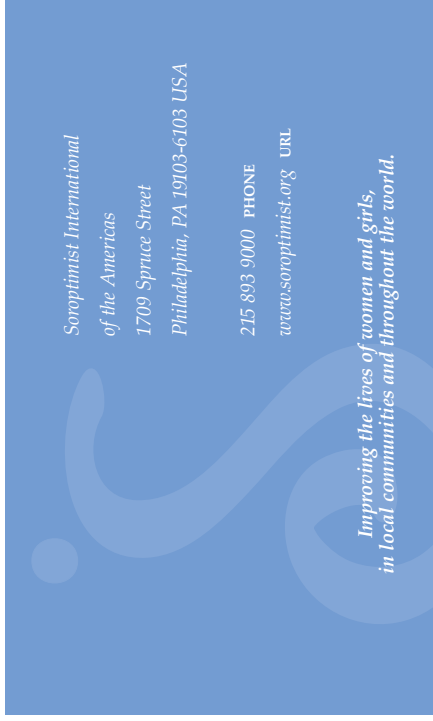 Soroptimist International
of the Americas
1709 Spruce Street
Philadelphia, PA 19103-6103 USA
215 893 9000 PHONE
www.soroptimist.org URL
Improving the lives of women and girls,
in local communities and throughout the world.